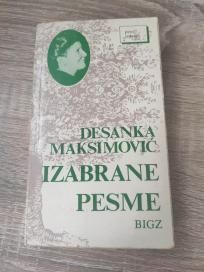 DESANKA
MAKSIMOVIĆ
IZABRANE
PESME
BIGZ